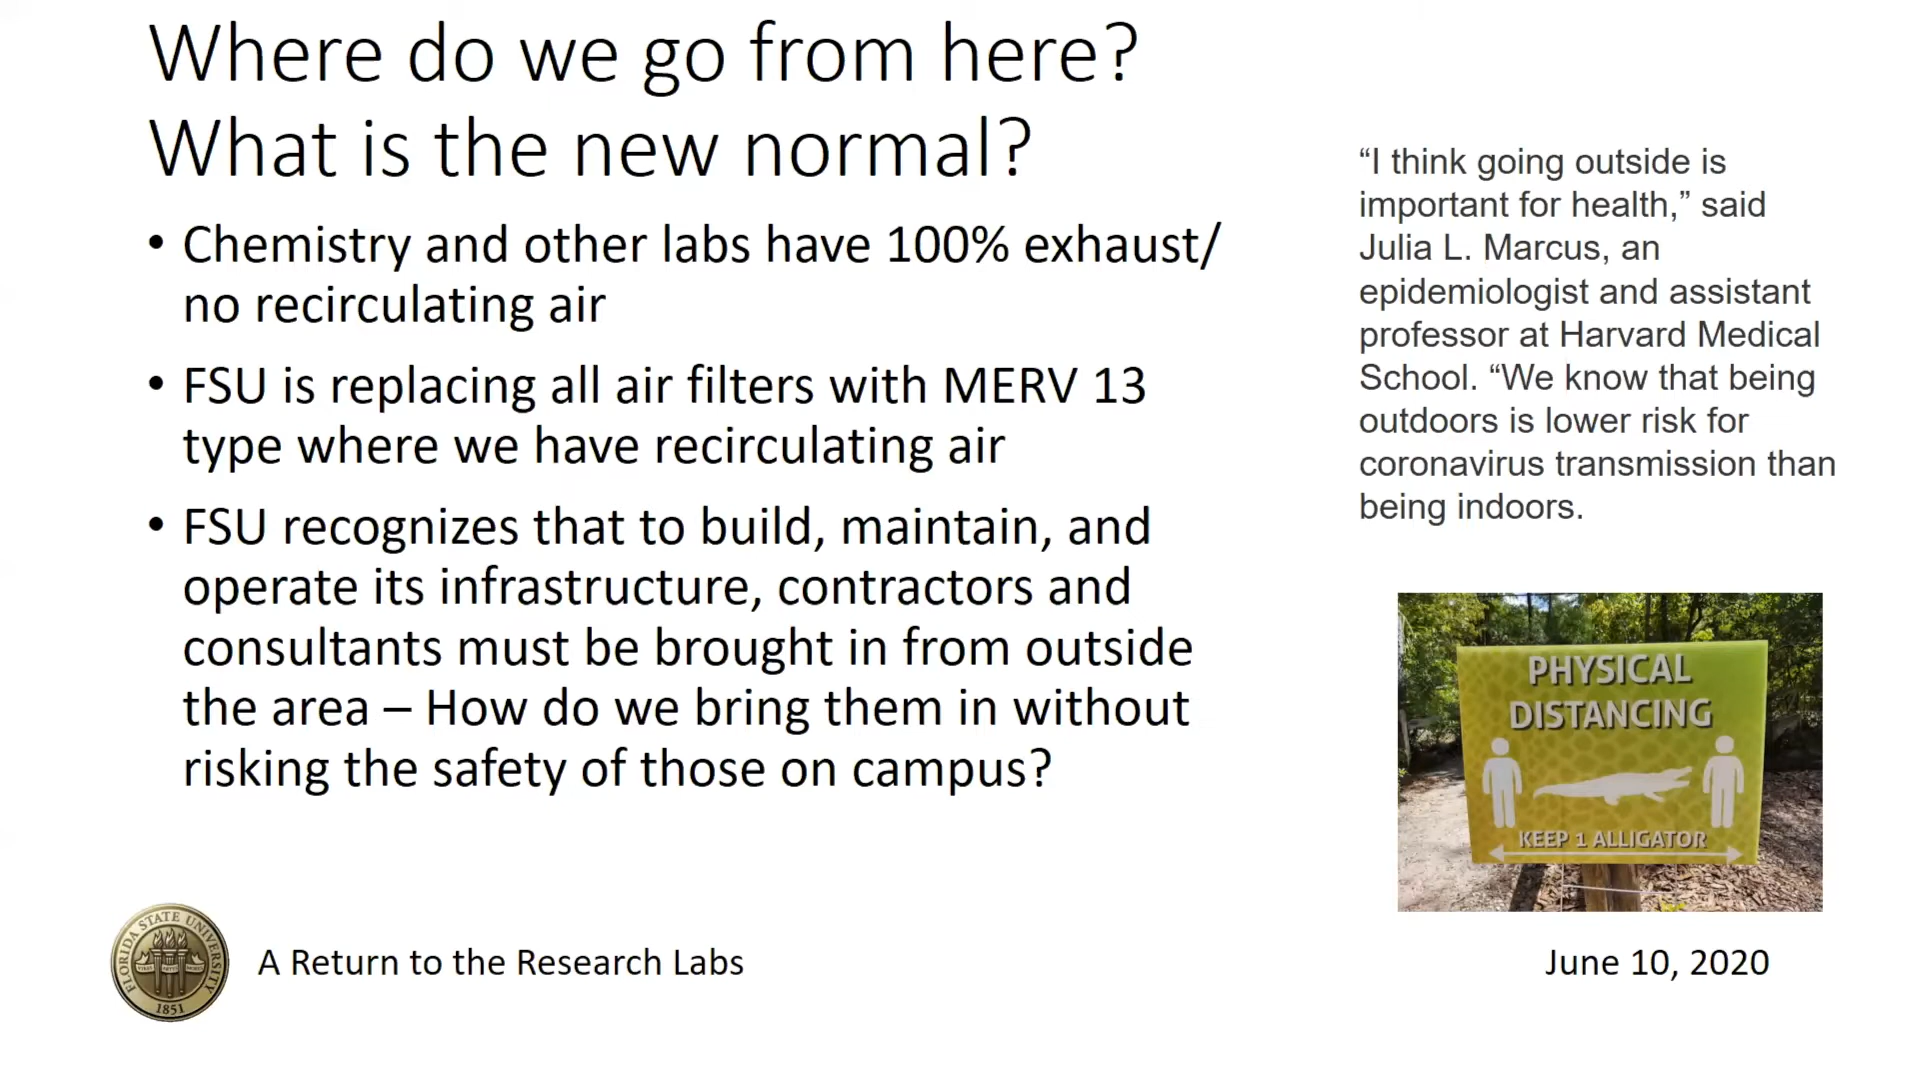 Where do we go from here?
What is the new normal?
• Chemistry and other labs have 100% exhaust/
no recirculating air
• FSU is replacing all air filters with MERV 13
type where we have recirculating air
• FSU recognizes that to build, maintain, and
operate its infrastructure, contractors and
consultants must be brought in from outside
the area – How do we bring them in without
risking the safety of those on campus?
“I think going outside is
important for health,” said
Julia L. Marcus, an
epidemiologist and assistant
professor at Harvard Medical
School. “We know that being
outdoors is lower risk for
coronavirus transmission than
being indoors.
PHYSICAL
DISTANCING
KEEP 1 ALLIGATOR
FLORIDA STATE UNIVERSITY
1851
A Return to the Research Labs
June 10, 2020